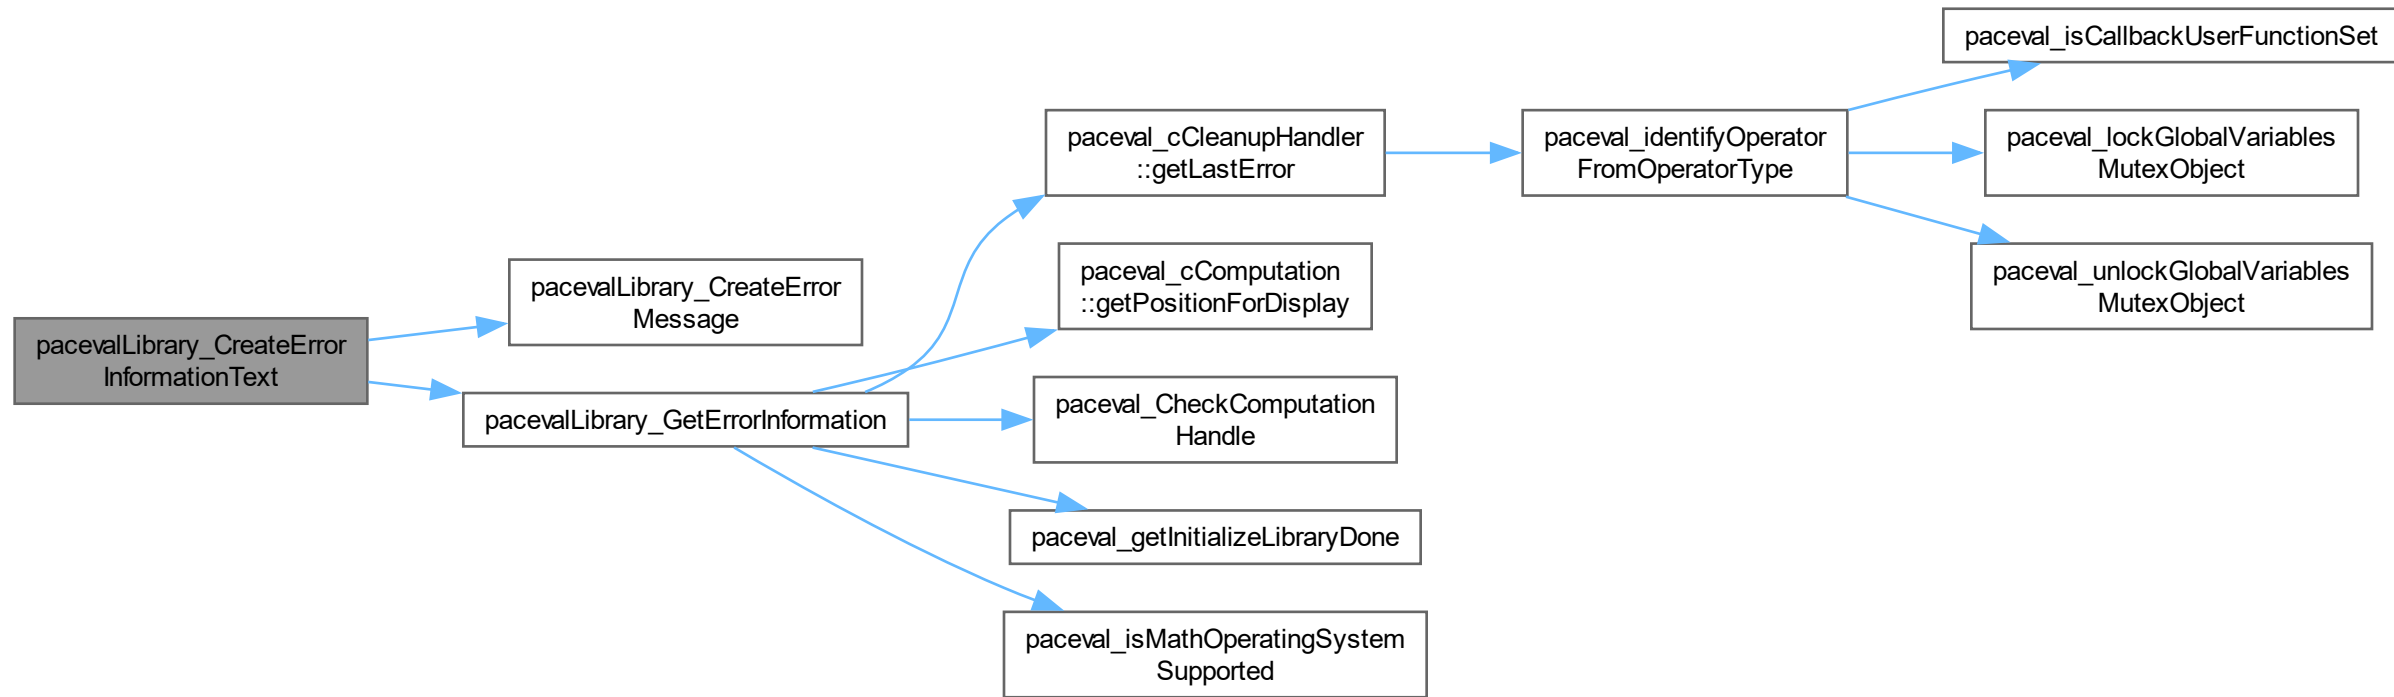 pacevalLibrary_CreateError
InformationText
pacevalLibrary_CreateError
Message
pacevalLibrary_GetErrorInformation
paceval_cCleanupHandler
::getLastError
paceval_cComputation
::getPositionForDisplay
paceval_CheckComputation
Handle
paceval_getInitializeLibraryDone
paceval_isMathOperatingSystem
Supported
paceval_identifyOperator
FromOperatorType
paceval_isCallbackUserFunctionSet
paceval_lockGlobalVariables
MutexObject
paceval_unlockGlobalVariables
MutexObject